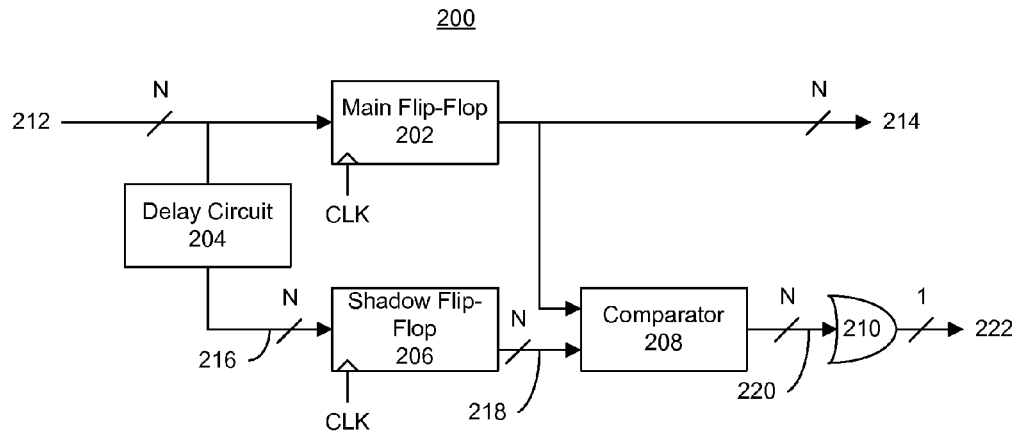 200
N
N
212
Main Flip-Flop
202
214
CLK
Delay Circuit
204
N
Shadow Flip-
Flop
206
N
Comparator
208
N
210
1
222
216
218
220
CLK